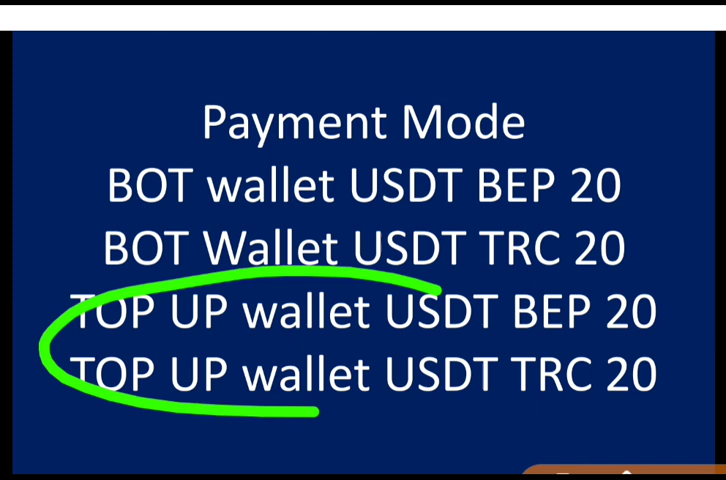 Payment Mode
BOT wallet USDT BEP 20
BOT Wallet USDT TRC 20
TOP UP wallet USDT BEP 20
TOP UP wallet USDT TRC 20